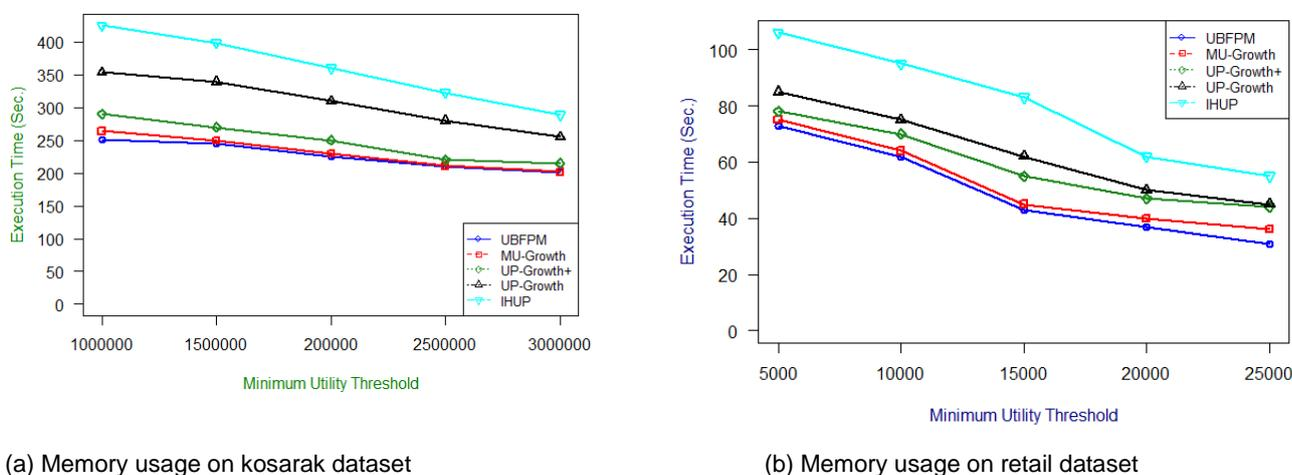 Execution Time (Sec.)
400
350
300
250
200
150
100
50
0
1000000 1500000 200000 2500000 3000000
Minimum Utility Threshold
UBFPM
MU-Growth
UP-Growth+
UP-Growth
IHUP
(a) Memory usage on kosarak dataset
Execution Time (Sec.)
100
80
60
40
20
0
5000 10000 15000 20000 25000
Minimum Utility Threshold
UBFPM
MU-Growth
UP-Growth+
UP-Growth
IHUP
(b) Memory usage on retail dataset